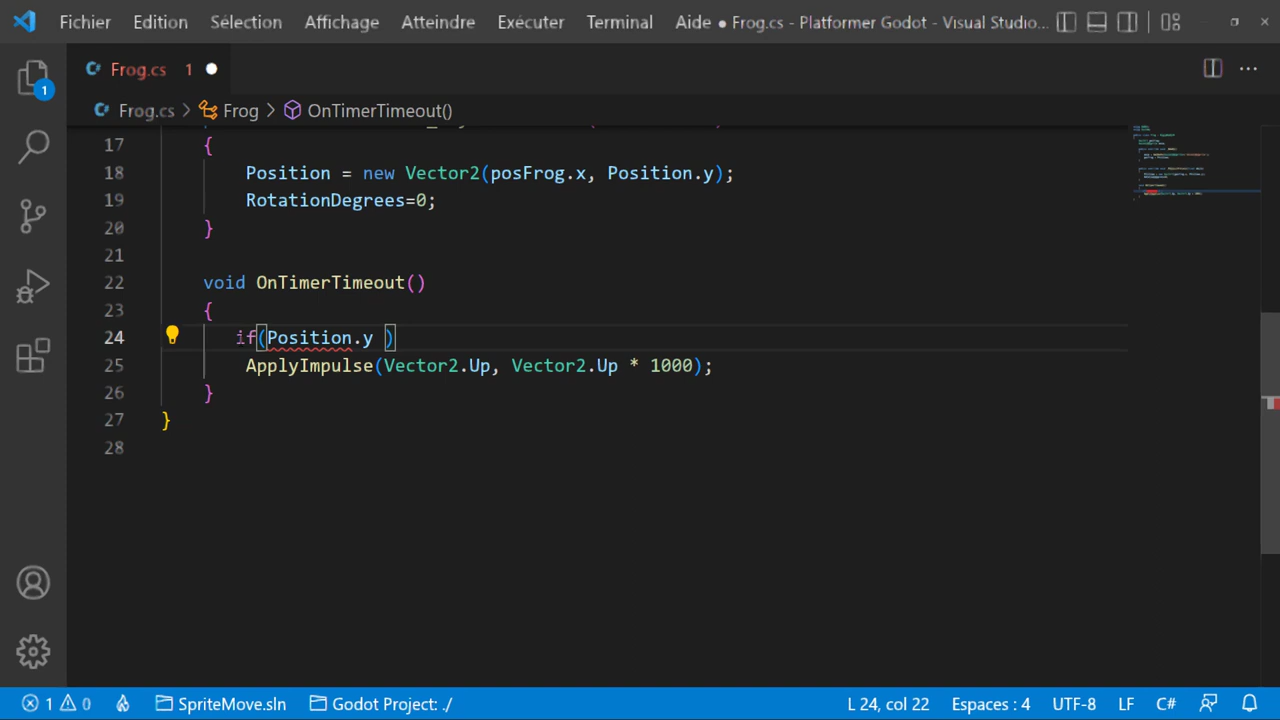 Fichier Edition Sélection Affichage Atteindre Exécuter Terminal Aide ● Frog.cs - Platformer Godot - Visual Studio...
Frog.cs 1
Frog.cs > Frog > OnTimerTimeout()
17 {
18 Position = new Vector2(posFrog.x, Position.y);
19 RotationDegrees=0;
20 }
21
22 void OnTimerTimeout()
23 {
24 if(Position.y )
25 ApplyImpulse(Vector2.Up, Vector2.Up * 1000);
26 }
27 }
28
1
1 0 SpriteMove.sln Godot Project: ./ L 24, col 22 Espaces : 4 UTF-8 LF C#